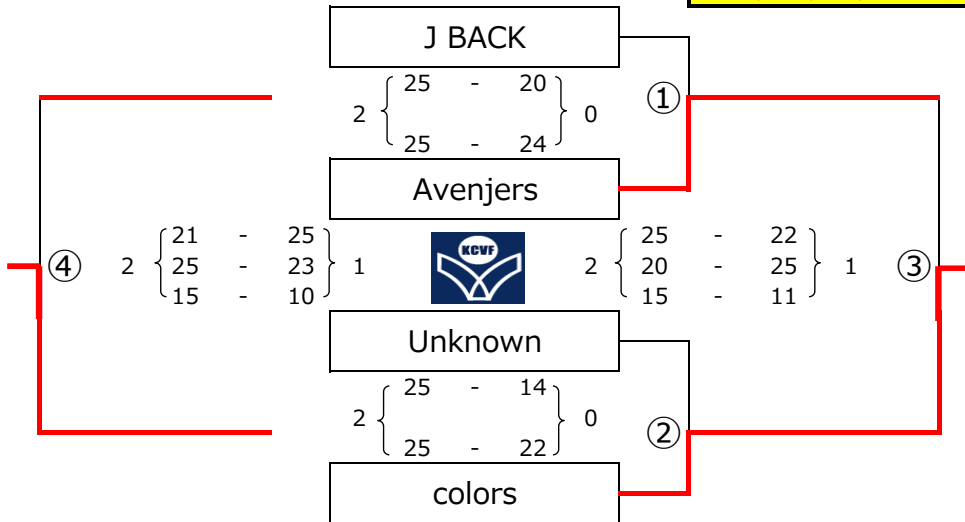 J BACK
25 - 20
2 0 ①
25 - 24
Avenjers
21 - 25 25 - 22
④ 2 25 - 23 1 KCVF 2 20 - 25 1 ③
15 - 10 15 - 11
Unknown
25 - 14
2 0 ②
25 - 22
colors